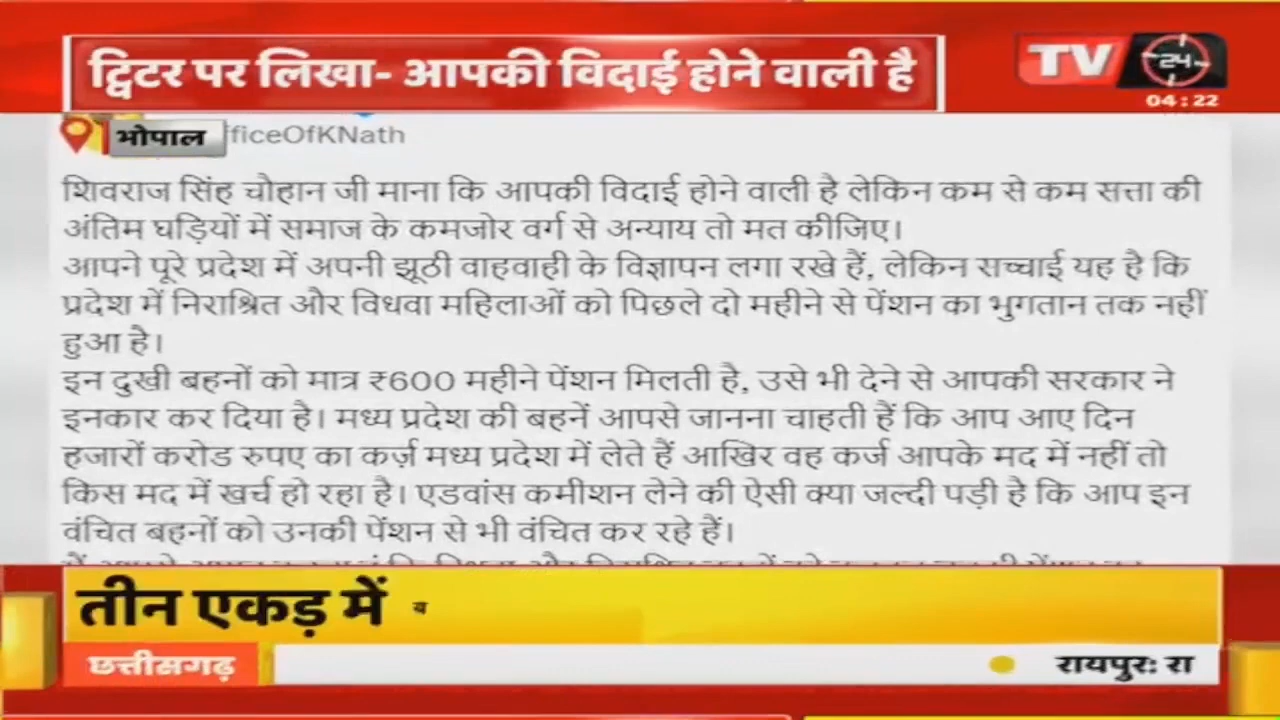 ट्विटर पर लिखा- आपकी विदाई होने वाली है
TV 24
04:22
भोपाल
ficeOfKNath
शिवराज सिंह चौहान जी माना कि आपकी विदाई होने वाली है लेकिन कम से कम सत्ता की
अंतिम घड़ियों में समाज के कमजोर वर्ग से अन्याय तो मत कीजिए।
आपने पूरे प्रदेश में अपनी झूठी वाहवाही के विज्ञापन लगा रखे हैं, लेकिन सच्चाई यह है कि
प्रदेश में निराश्रित और विधवा महिलाओं को पिछले दो महीने से पेंशन का भुगतान तक नहीं
हुआ है।
इन दुखी बहनों को मात्र ₹600 महीने पेंशन मिलती है, उसे भी देने से आपकी सरकार ने
इनकार कर दिया है। मध्य प्रदेश की बहनें आपसे जानना चाहती हैं कि आप आए दिन
हजारों करोड रुपए का कर्ज़ मध्य प्रदेश में लेते हैं आखिर वह कर्ज आपके मद में नहीं तो
किस मद में खर्च हो रहा है। एडवांस कमीशन लेने की ऐसी क्या जल्दी पड़ी है कि आप इन
वंचित बहनों को उनकी पेंशन से भी वंचित कर रहे हैं।
तीन एकड़ में व
छत्तीसगढ़
रायपुर: रा